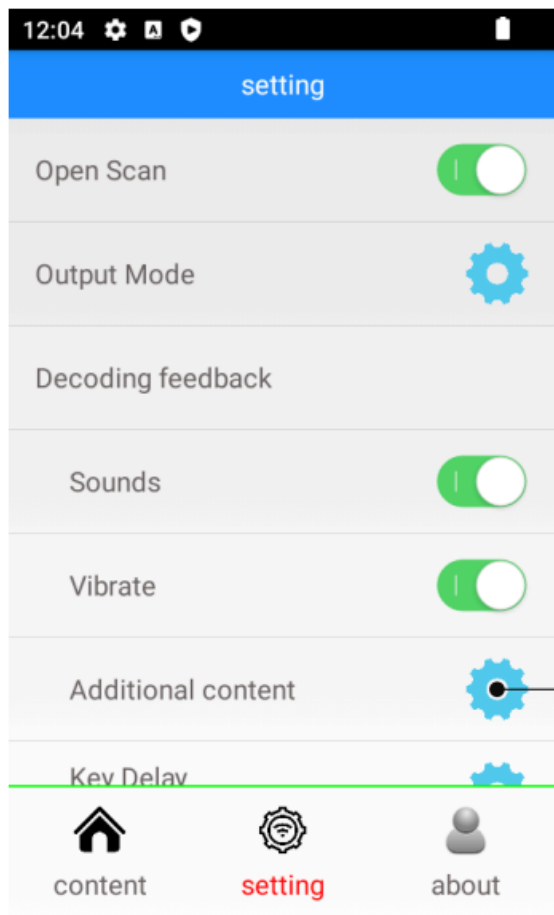 12:04
setting
Open Scan
Output Mode
Decoding feedback
Sounds
Vibrate
Additional content
Key Delay
content setting about